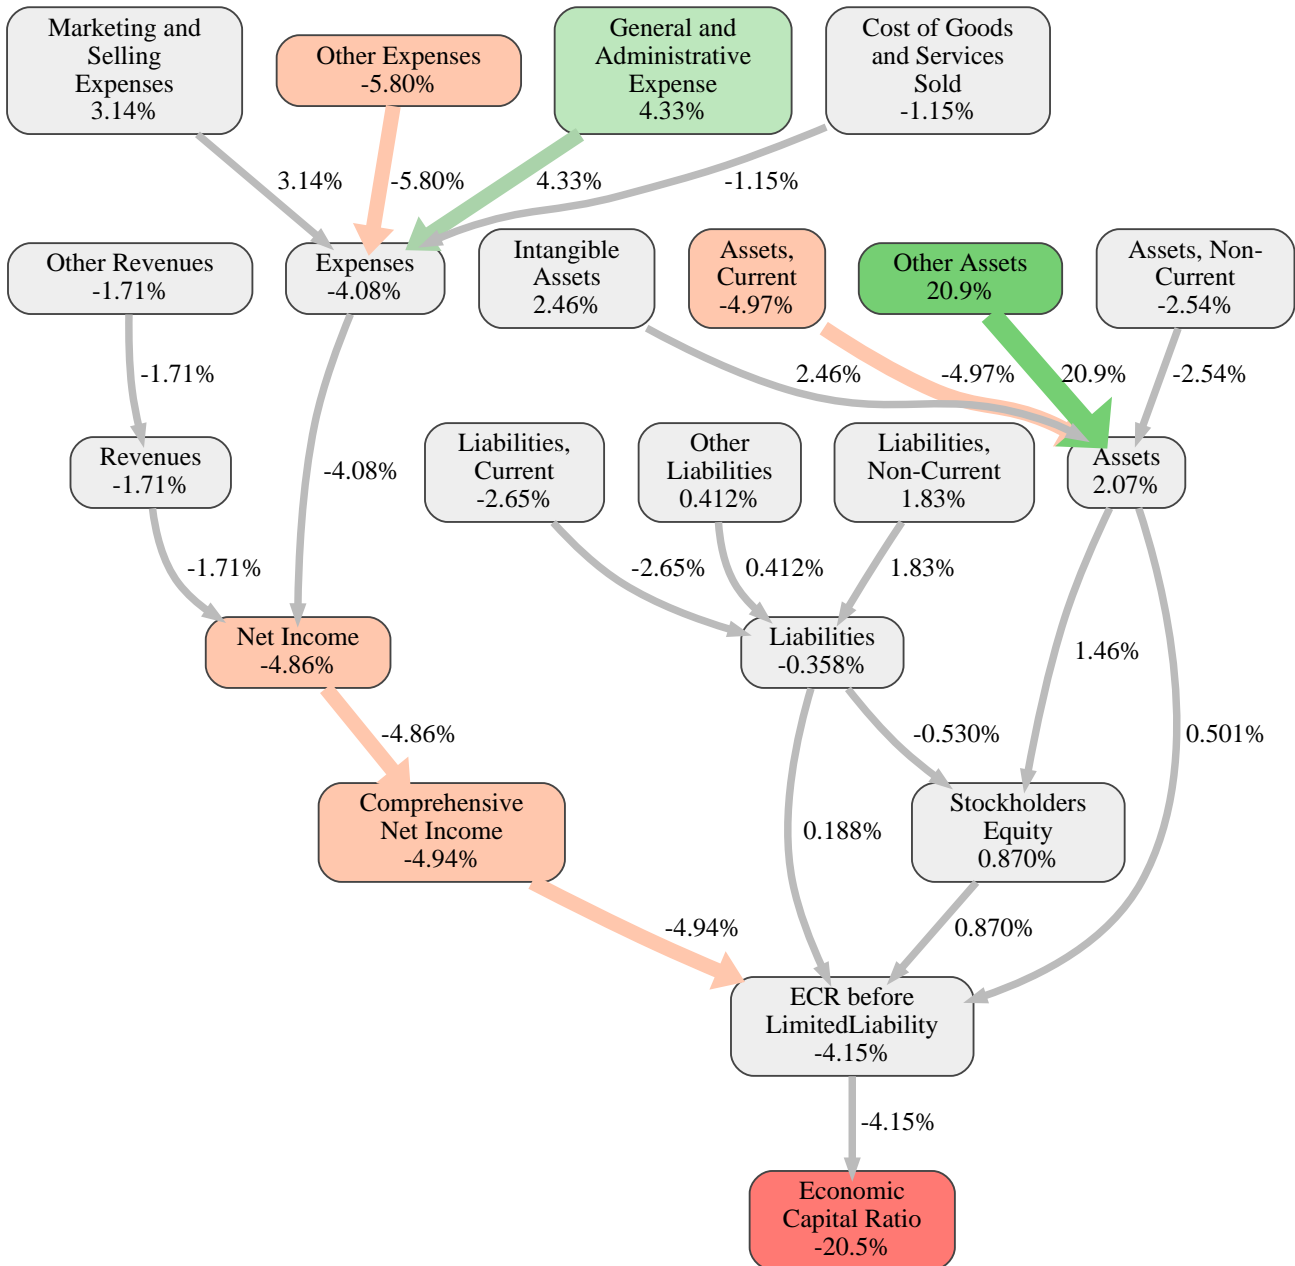 Marketing and
Selling
Expenses
3.14%
Other Expenses
-5.80%
General and
Administrative
Expense
4.33%
Cost of Goods
and Services
Sold
-1.15%
3.14%
-5.80%
4.33%
-1.15%
Other Revenues
-1.71%
Expenses
-4.08%
Intangible
Assets
2.46%
Assets,
Current
-4.97%
Other Assets
20.9%
Assets, Non-
Current
-2.54%
-1.71%
2.46%
-4.97%
20.9%
-2.54%
Revenues
-1.71%
-4.08%
Liabilities,
Current
-2.65%
Other
Liabilities
0.412%
Liabilities,
Non-Current
1.83%
Assets
2.07%
-1.71%
-2.65%
0.412%
1.83%
Net Income
-4.86%
Liabilities
-0.358%
1.46%
-4.86%
-0.530%
0.501%
Comprehensive
Net Income
-4.94%
0.188%
Stockholders
Equity
0.870%
-4.94%
0.870%
ECR before
LimitedLiability
-4.15%
-4.15%
Economic
Capital Ratio
-20.5%